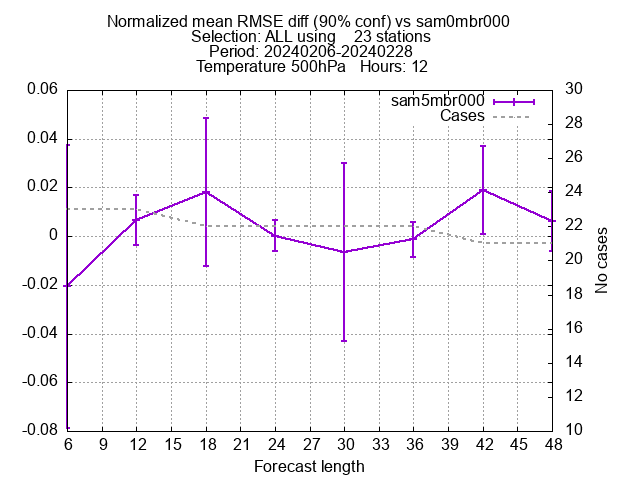 Normalized mean RMSE diff (90% conf) vs sam0mbr000
Selection: ALL using    23 stations
Period: 20240206-20240228
Temperature 500hPa   Hours: 12
sam5mbr000
Cases
0.06
0.04
0.02
0
-0.02
-0.04
-0.06
-0.08
30
28
26
24
22
20
18
16
14
12
10
No cases
6 9 12 15 18 21 24 27 30 33 36 39 42 45 48
Forecast length